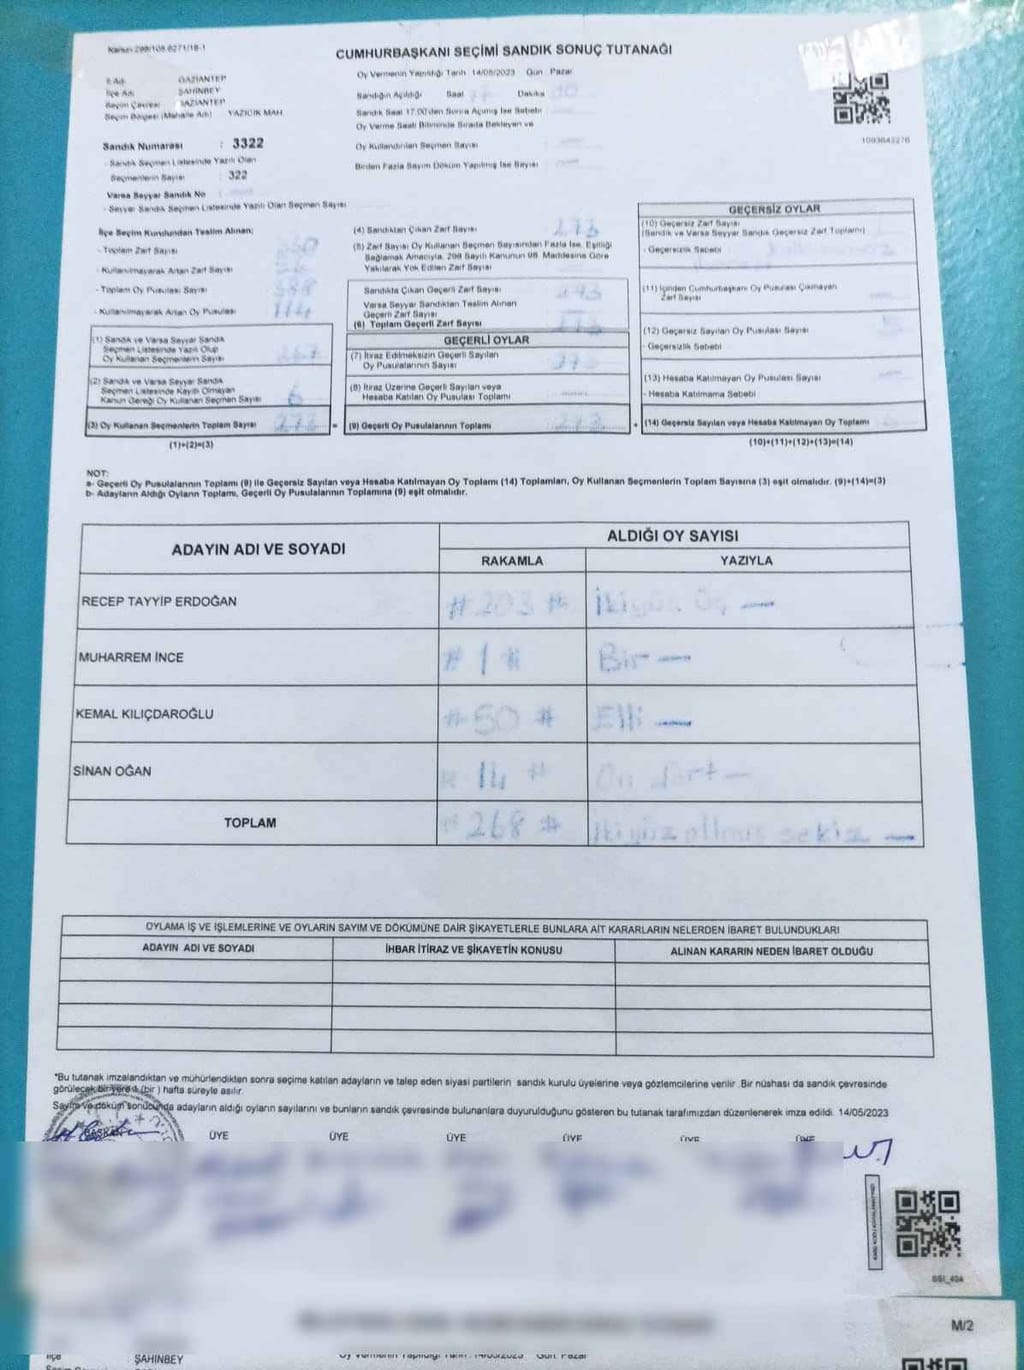 Kanun 298/105.6271/18-1
CUMHURBAŞKANI SEÇİMİ SANDIK SONUÇ TUTANAĞI
İl Adı GAZİANTEP
İlçe Adı ŞAHİNBEY
Seçim Çevresi GAZİANTEP
Seçim Bölgesi (Mahalle Adı) YAZICIK MAH
Sandık Numarası : 3322
- Sandık Seçmen Listesinde Yazılı Olan
Seçmenlerin Sayısı : 322
Varsa Seyyar Sandık No
- Seyyar Sandık Seçmen Listesinde Yazılı Olan Seçmen Sayısı
Oy Vermenin Yapıldığı Tarih 14/05/2023 Gün Pazar
Sandığın Açıldığı Saat Dakika
Sandık Saat 17.00'den Sonra Açılmış İse Sebebi
Oy Verme Saati Bitiminde Sırada Bekleyen ve
Oy Kullandırılan Seçmen Sayısı
Birden Fazla Sayım Döküm Yapılmış İse Sayısı
1093642276
İlçe Seçim Kurulundan Teslim Alınan;
- Toplam Zarf Sayısı
- Kullanılmayarak Artan Zarf Sayısı
- Toplam Oy Pusulası Sayısı
- Kullanılmayarak Artan Oy Pusulası 114
(1) Sandık ve Varsa Seyyar Sandık
Seçmen Listesinde Yazılı Olup
Oy Kullanan Seçmenlerin Sayısı 267
(2) Sandık ve Varsa Seyyar Sandık
Seçmen Listesinde Kayıtlı Olmayan
Kanun Gereği Oy Kullanan Seçmen Sayısı 6
(3) Oy Kullanan Seçmenlerin Toplam Sayısı 273
(1)+(2)=(3)
(4) Sandıktan Çıkan Zarf Sayısı 273
(5) Zarf Sayısı Oy Kullanan Seçmen Sayısından Fazla İse, Eşitliği
Sağlamak Amacıyla, 298 Sayılı Kanunun 98. Maddesine Göre
Yakılarak Yok Edilen Zarf Sayısı
Sandıkta Çıkan Geçerli Zarf Sayısı
Varsa Seyyar Sandıktan Teslim Alınan
Geçerli Zarf Sayısı
(6) Toplam Geçerli Zarf Sayısı
GEÇERLİ OYLAR
(7) İtiraz Edilmeksizin Geçerli Sayılan
Oy Pusulalarının Sayısı
(8) İtiraz Üzerine Geçerli Sayılan veya
Hesaba Katılan Oy Pusulası Toplamı
(9) Geçerli Oy Pusulalarının Toplamı
GEÇERSİZ OYLAR
(10) Geçersiz Zarf Sayısı
(Sandık ve Varsa Seyyar Sandık Geçersiz Zarf Toplamı)
- Geçersizlik Sebebi
(11) İçinden Cumhurbaşkanı Oy Pusulası Çıkmayan
Zarf Sayısı
(12) Geçersiz Sayılan Oy Pusulası Sayısı
- Geçersizlik Sebebi
(13) Hesaba Katılmayan Oy Pusulası Sayısı
- Hesaba Katılmama Sebebi
(14) Geçersiz Sayılan veya Hesaba Katılmayan Oy Toplamı
(10)+(11)+(12)+(13)=(14)
NOT:
a- Geçerli Oy Pusulalarının Toplamı (9) ile Geçersiz Sayılan veya Hesaba Katılmayan Oy Toplamı (14) Toplamları, Oy Kullanan Seçmenlerin Toplam Sayısına (3) eşit olmalıdır. (9)+(14)=(3)
b- Adayların Aldığı Oyların Toplamı, Geçerli Oy Pusulalarının Toplamına (9) eşit olmalıdır.
ADAYIN ADI VE SOYADI ALDIĞI OY SAYISI
RAKAMLA YAZIYLA
RECEP TAYYİP ERDOĞAN # 203 # İkiyüz Üç —
MUHARREM İNCE # 1 # Bir —
KEMAL KILIÇDAROĞLU # 50 # Elli —
SİNAN OĞAN # 14 # On dört —
TOPLAM # 268 # İkiyüz altmış sekiz —
OYLAMA İŞ VE İŞLEMLERİNE VE OYLARIN SAYIM VE DÖKÜMÜNE DAİR ŞİKAYETLERLE BUNLARA AİT KARARLARIN NELERDEN İBARET BULUNDUKLARI
ADAYIN ADI VE SOYADI İHBAR İTİRAZ VE ŞİKAYETİN KONUSU ALINAN KARARIN NEDEN İBARET OLDUĞU
*Bu tutanak imzalandıktan ve mühürlendikten sonra seçime katılan adayların ve talep eden siyasi partilerin sandık kurulu üyelerine veya gözlemcilerine verilir. Bir nüshası da sandık çevresinde
görülecek bir yere 1 (bir) hafta süreyle asılır.
Sayım ve döküm sonucunda adayların aldığı oyların sayılarını ve bunların sandık çevresinde bulunanlara duyurulduğunu gösteren bu tutanak tarafımızdan düzenlenerek imza edildi. 14/05/2023
BAŞKAN ÜYE ÜYE ÜYE ÜYE ÜYE ÜYE
M/2
İlçe ŞAHİNBEY
Oy Vermenin Yapıldığı Tarih : 14/05/2023 Gün: Pazar